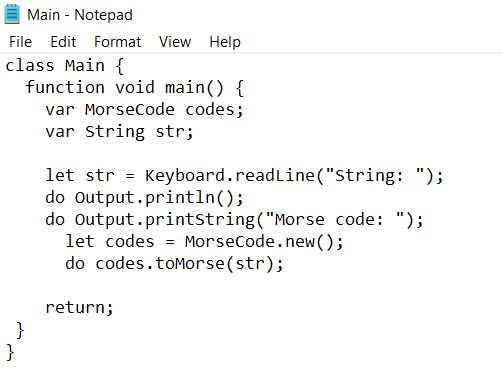 Main - Notepad
File Edit Format View Help
class Main {
  function void main() {
    var MorseCode codes;
    var String str;

    let str = Keyboard.readLine("String: ");
    do Output.println();
    do Output.printString("Morse code: ");
      let codes = MorseCode.new();
      do codes.toMorse(str);

    return;
 }
}